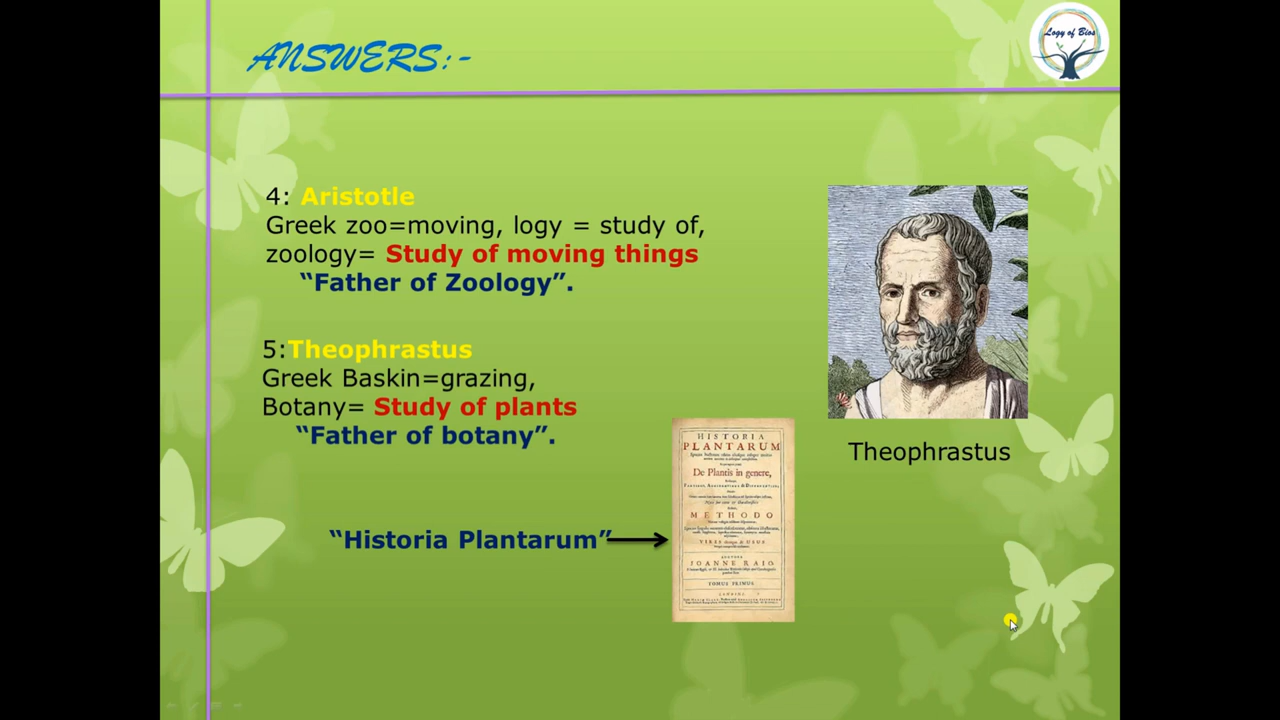 ANSWERS:-
Logy of Bios
4: Aristotle
Greek zoo=moving, logy = study of,
zoology= Study of moving things
“Father of Zoology”.
5:Theophrastus
Greek Baskin=grazing,
Botany= Study of plants
“Father of botany”.
“Historia Plantarum”
HISTORIA
PLANTARUM
De Plantis in genere,
METHODO
VIRES
JOANNE RAIO
TOMUS PRIMUS
Theophrastus